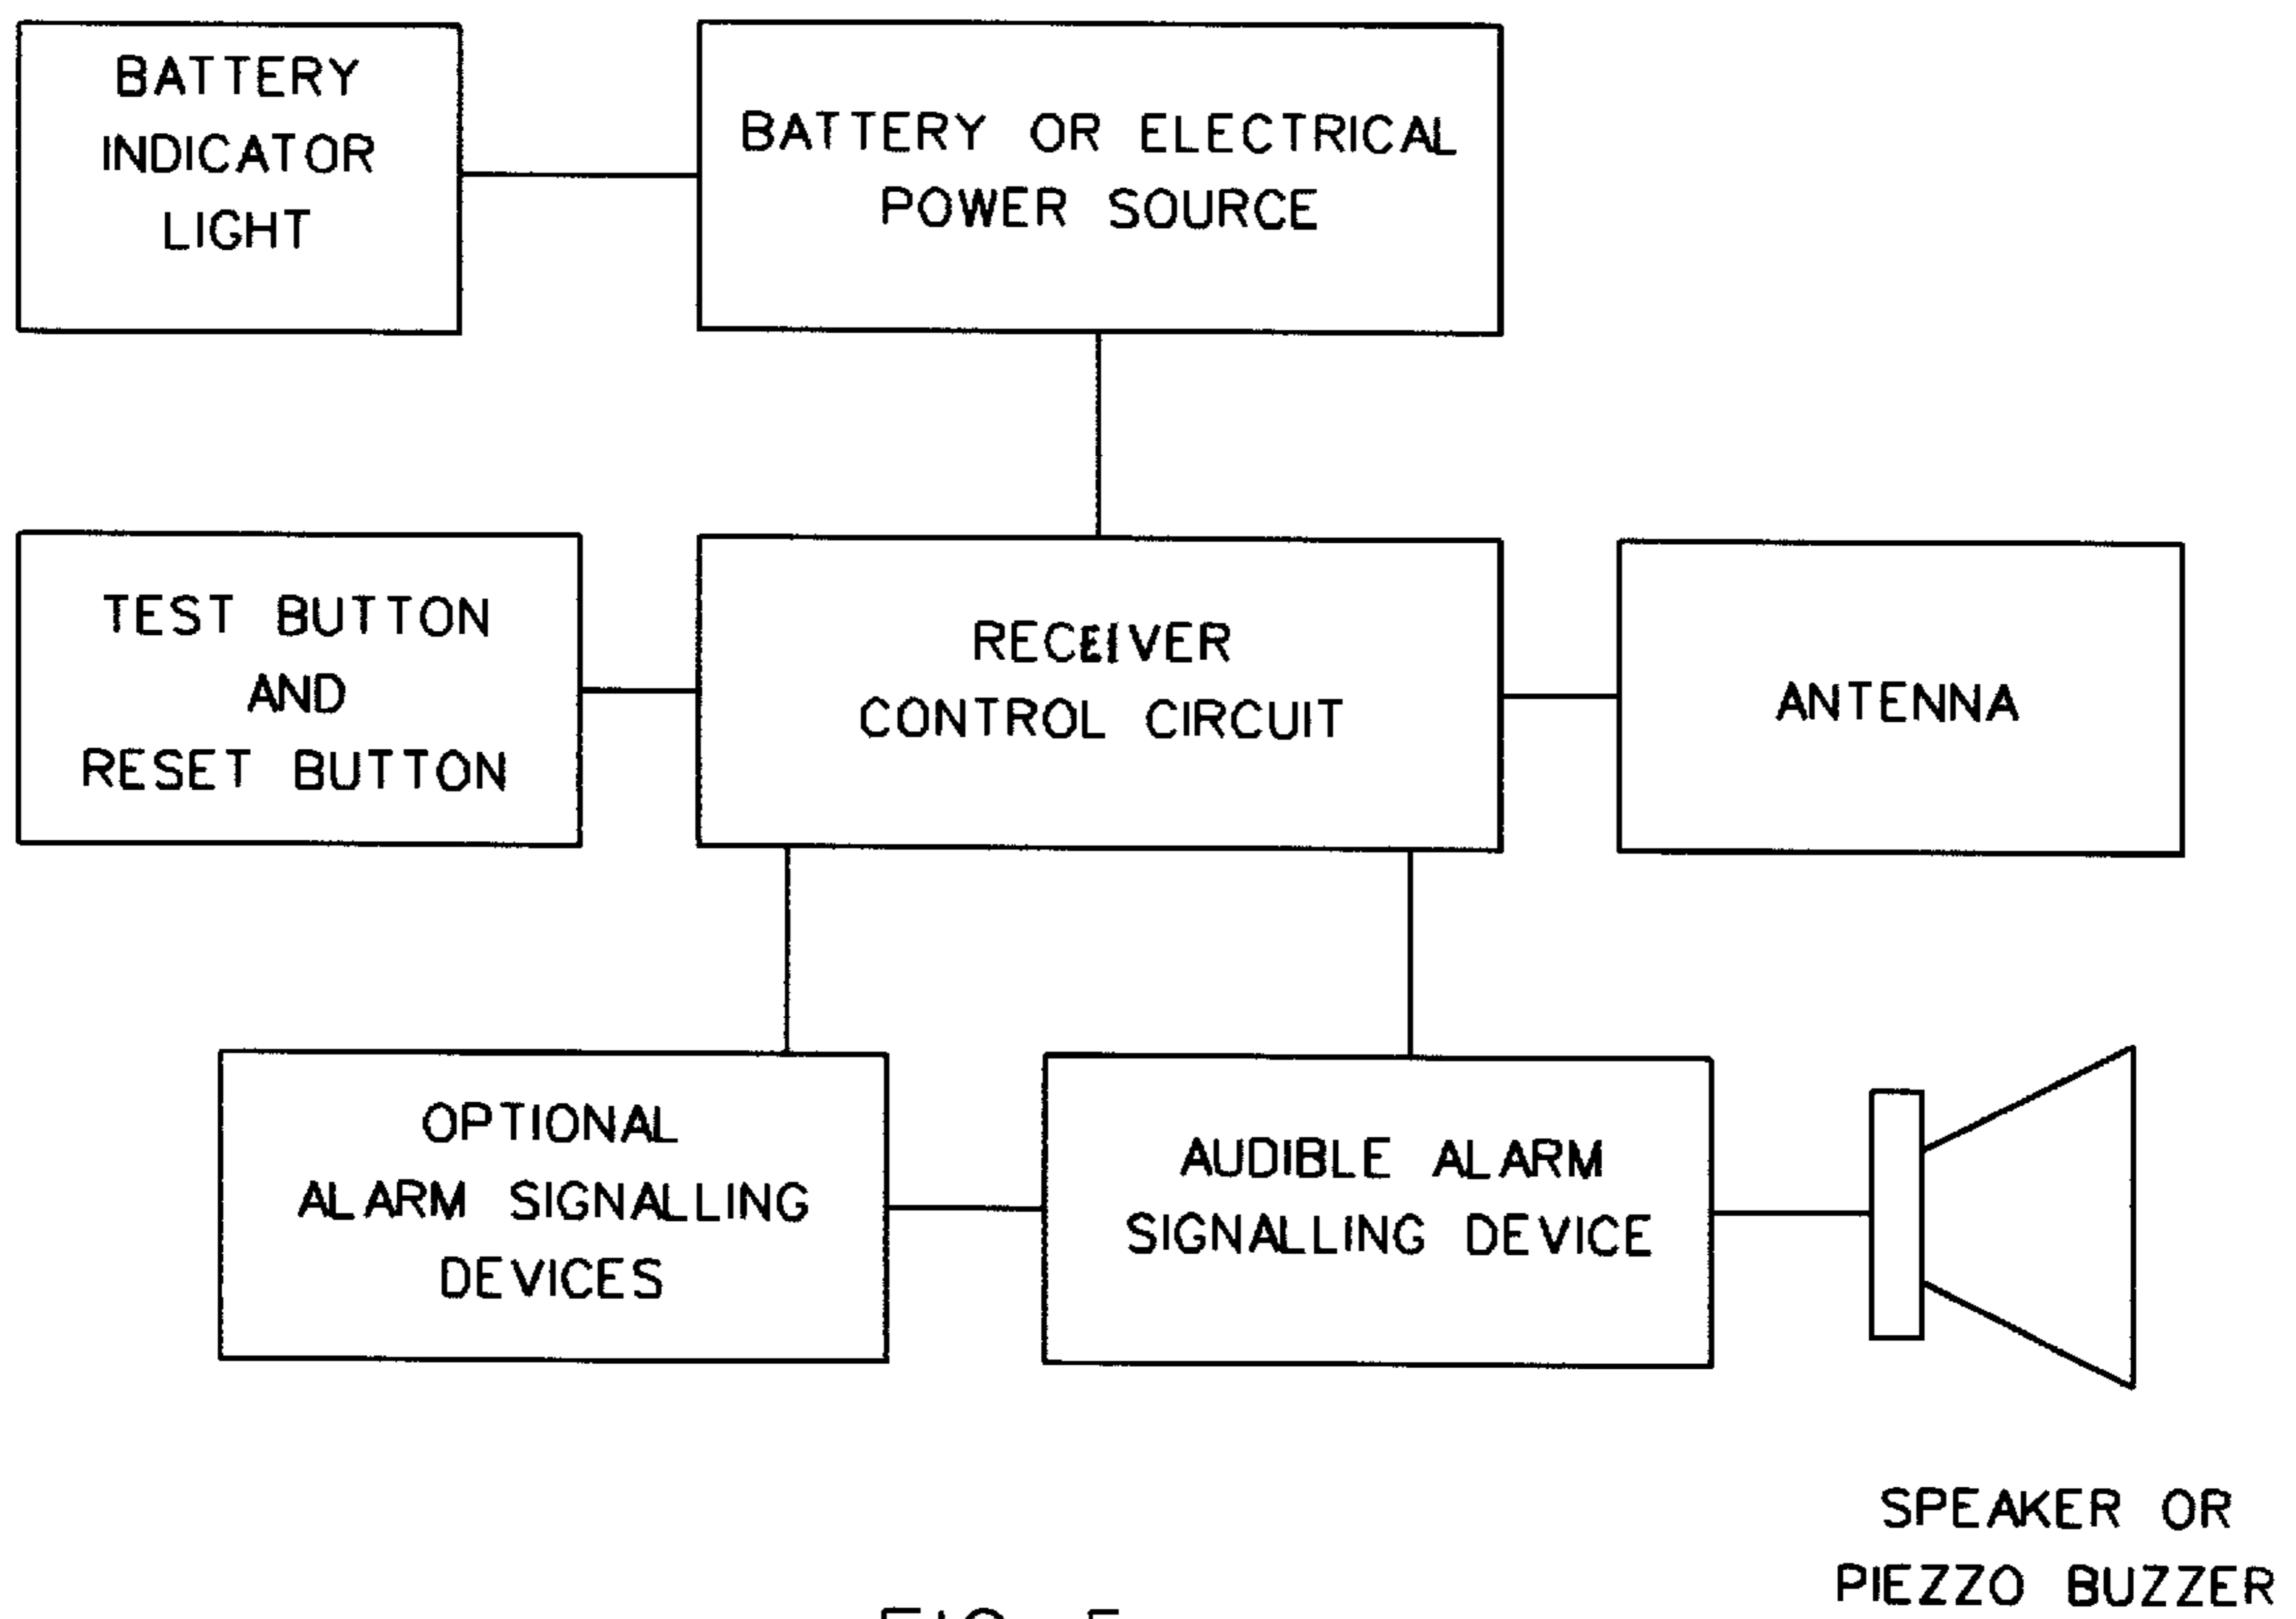 BATTERY
INDICATOR
LIGHT
BATTERY OR ELECTRICAL
POWER SOURCE
TEST BUTTON
AND
RESET BUTTON
RECEIVER
CONTROL CIRCUIT
ANTENNA
OPTIONAL
ALARM SIGNALLING
DEVICES
AUDIBLE ALARM
SIGNALLING DEVICE
SPEAKER OR
PIEZZO BUZZER